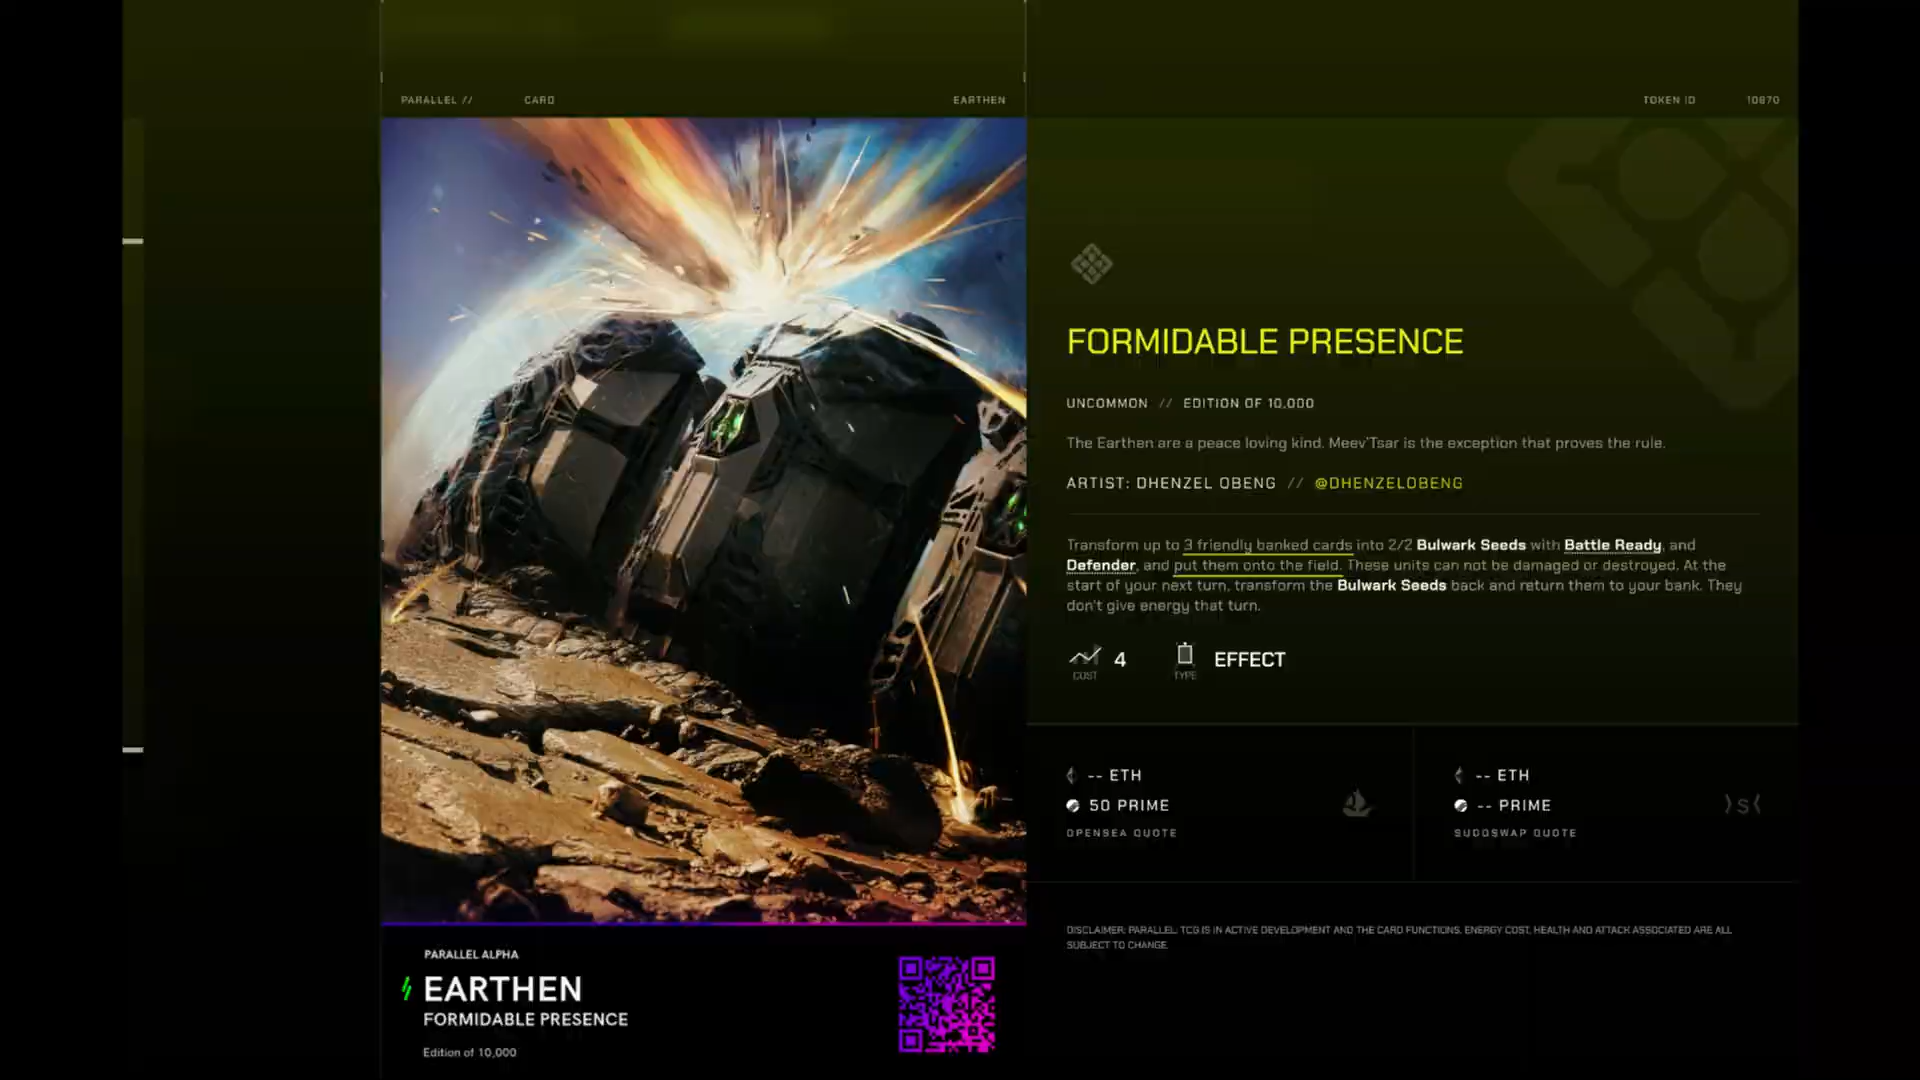 PARALLEL // CARD EARTHEN
TOKEN ID 10870
FORMIDABLE PRESENCE
UNCOMMON // EDITION OF 10,000
The Earthen are a peace loving kind. Meev'Tsar is the exception that proves the rule.
ARTIST: DHENZEL OBENG // @DHENZELOBENG
Transform up to 3 friendly banked cards into 2/2 Bulwark Seeds with Battle Ready, and
Defender, and put them onto the field. These units can not be damaged or destroyed. At the
start of your next turn, transform the Bulwark Seeds back and return them to your bank. They
don't give energy that turn.
4 EFFECT
COST TYPE
-- ETH
50 PRIME
OPENSEA QUOTE
-- ETH
-- PRIME
SUDOSWAP QUOTE
DISCLAIMER: PARALLEL TCG IS IN ACTIVE DEVELOPMENT AND THE CARD FUNCTIONS, ENERGY COST, HEALTH AND ATTACK ASSOCIATED ARE ALL
SUBJECT TO CHANGE.
PARALLEL ALPHA
EARTHEN
FORMIDABLE PRESENCE
Edition of 10,000